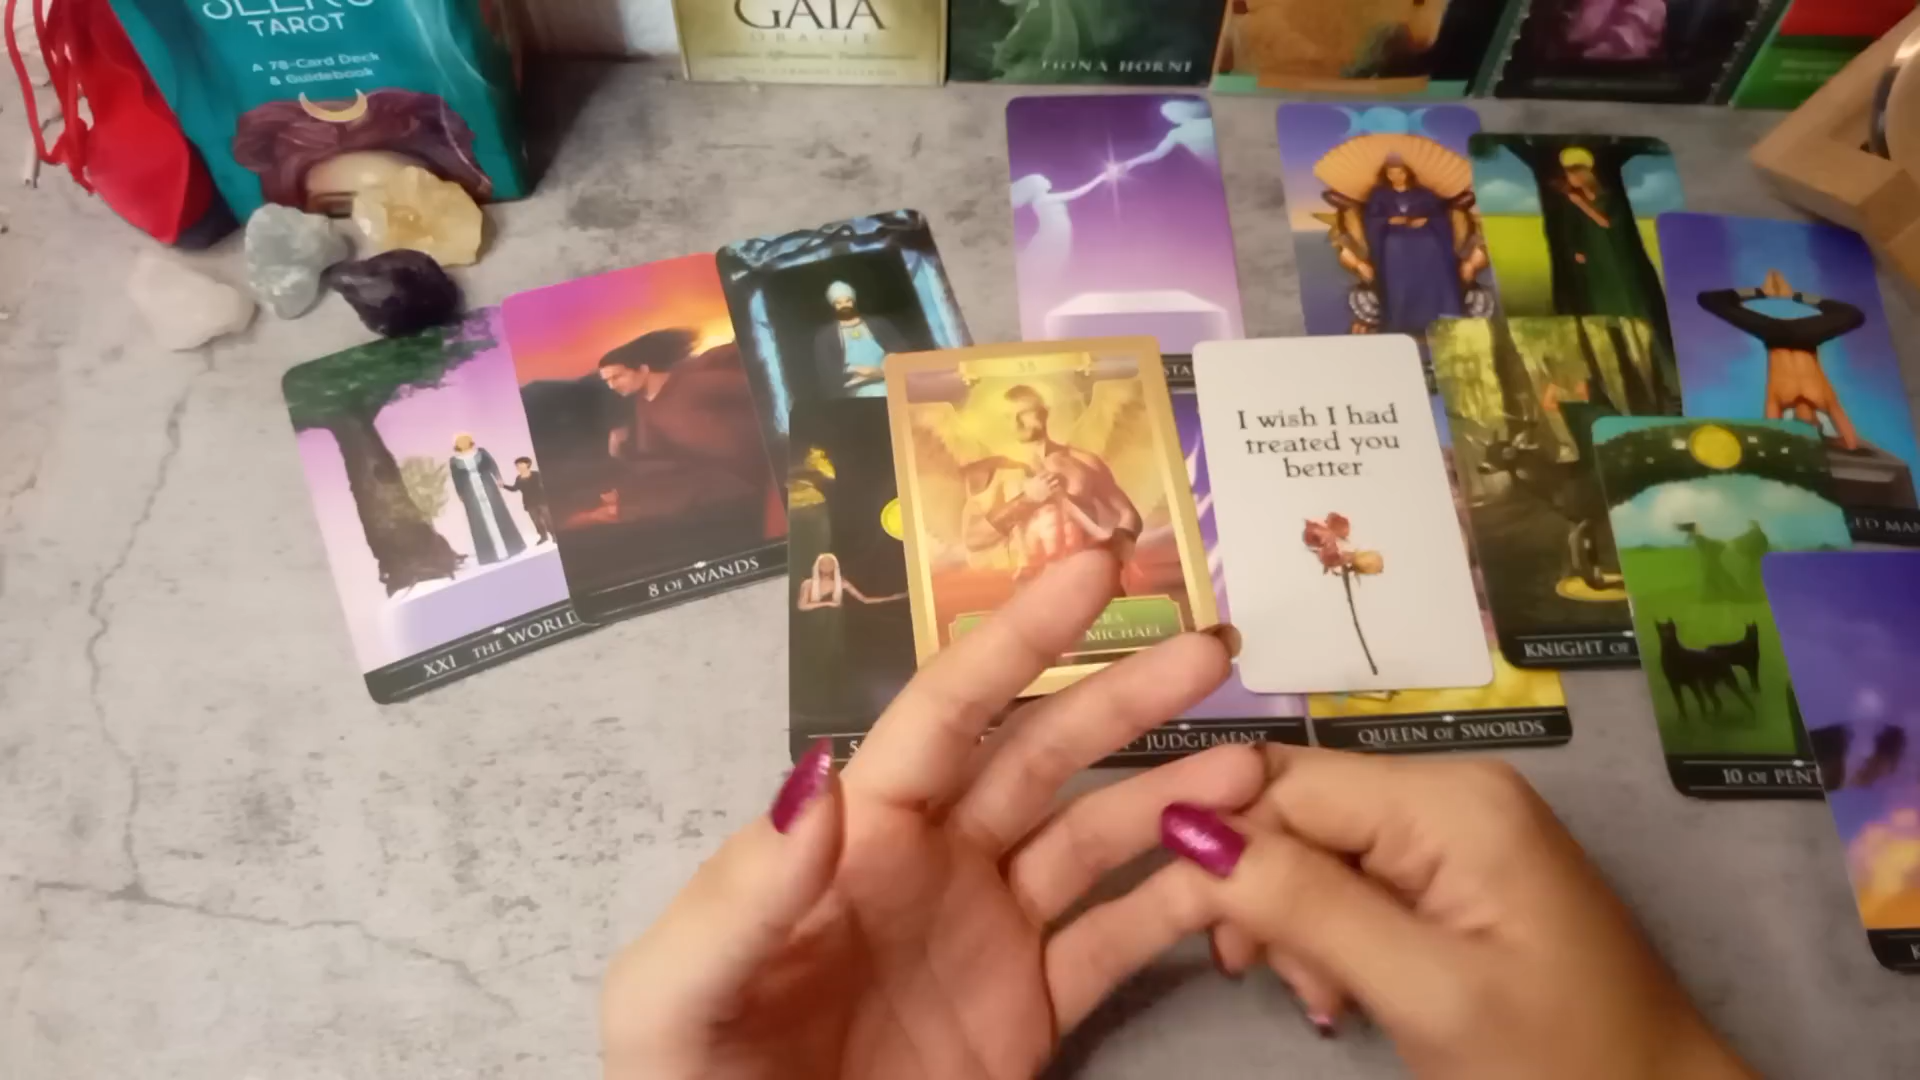 TAROT
A 78-Card Deck
& Guidebook
GAIA
ORACLE
FIONA HORNE
I wish I had
treated you
better
XXI THE WORLD
8 OF WANDS
MICHAEL
JUDGEMENT
QUEEN OF SWORDS
KNIGHT OF
10 OF PENT